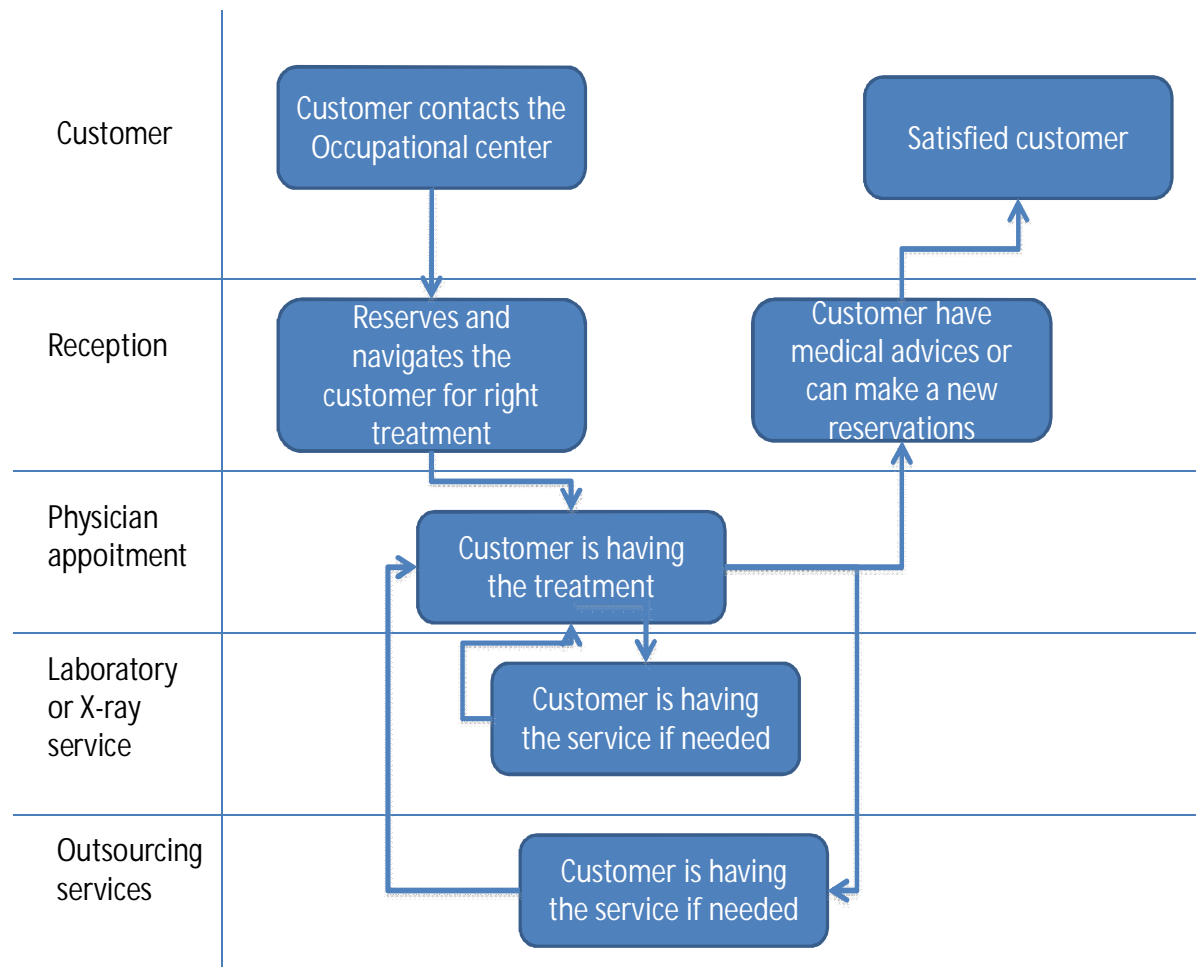 Customer
Customer contacts the
Occupational center
Satisfied customer
Reception
Reserves and
navigates the
customer for right
treatment
Customer have
medical advices or
can make a new
reservations
Physician
appoitment
Customer is having
the treatment
Laboratory
or X-ray
service
Customer is having
the service if needed
Outsourcing
services
Customer is having
the service if needed